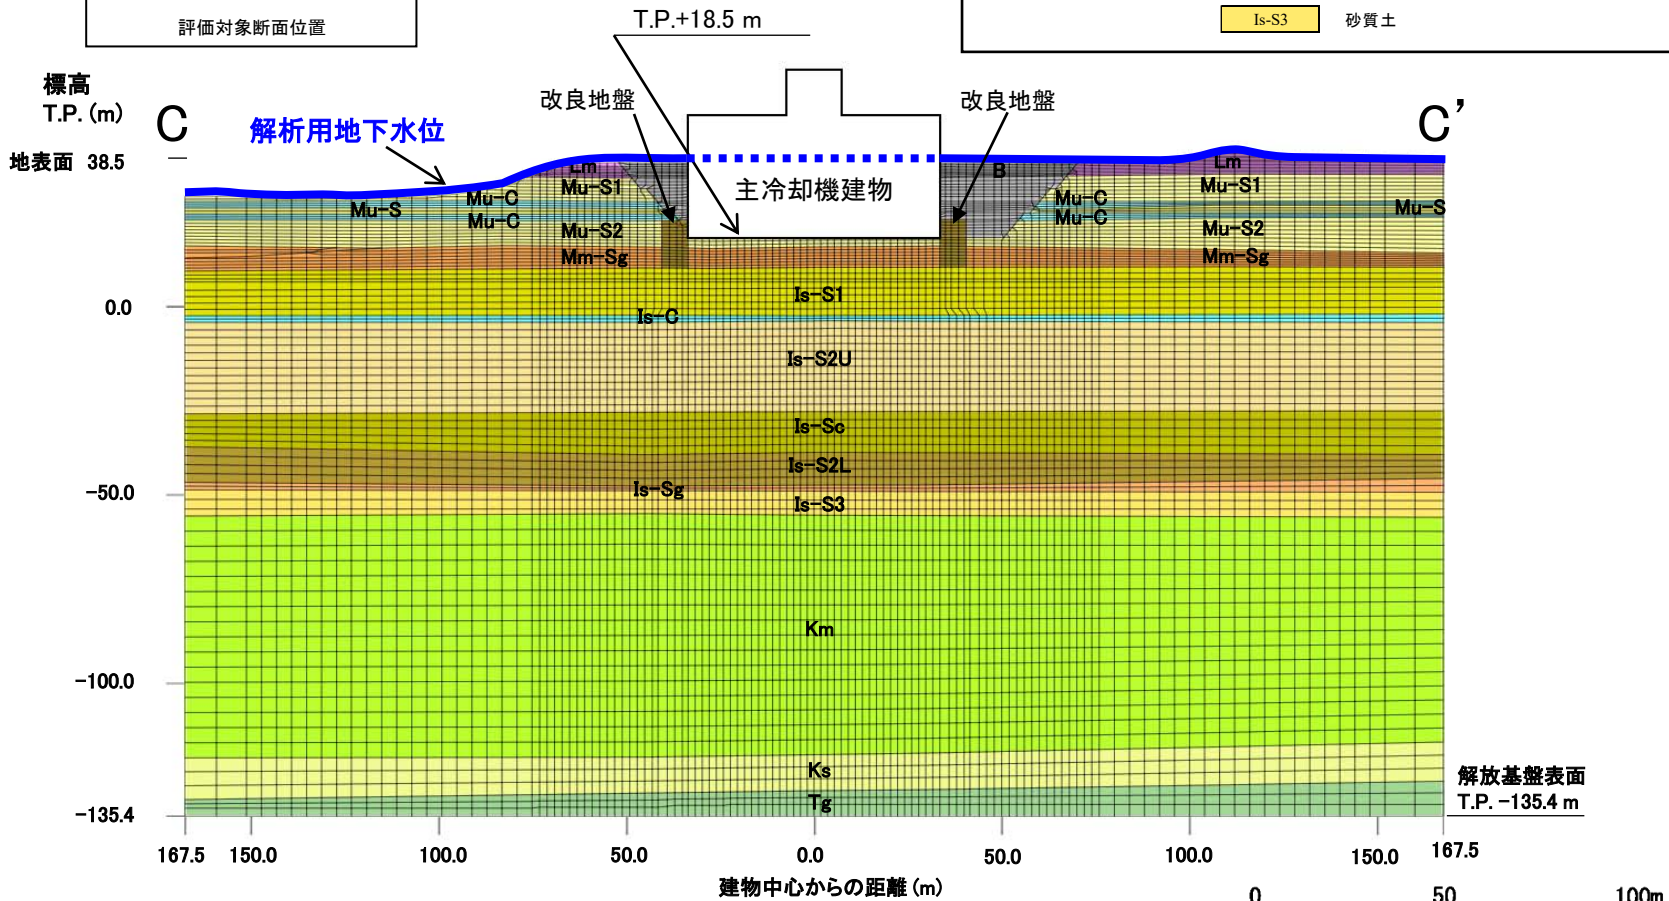 評価対象断面位置
T.P.+18.5 m
Is-S3 砂質土
標高
T.P. (m)
C
C’
改良地盤
改良地盤
解析用地下水位
地表面 38.5
Lm
Lm
B
主冷却機建物
Mu-S1
Mu-S1
Mu-C
Mu-C
Mu-S
Mu-S
Mu-C
Mu-C
Mu-S2
Mu-S2
Mm-Sg
Mm-Sg
Is-S1
0.0
Is-C
Is-S2U
Is-Sc
Is-S2L
-50.0
Is-Sg
Is-S3
Km
-100.0
Ks
解放基盤表面
Tg
T.P. -135.4 m
-135.4
167.5 150.0 100.0 50.0 0.0 50.0 100.0 150.0 167.5
建物中心からの距離(m)
0 50 100m